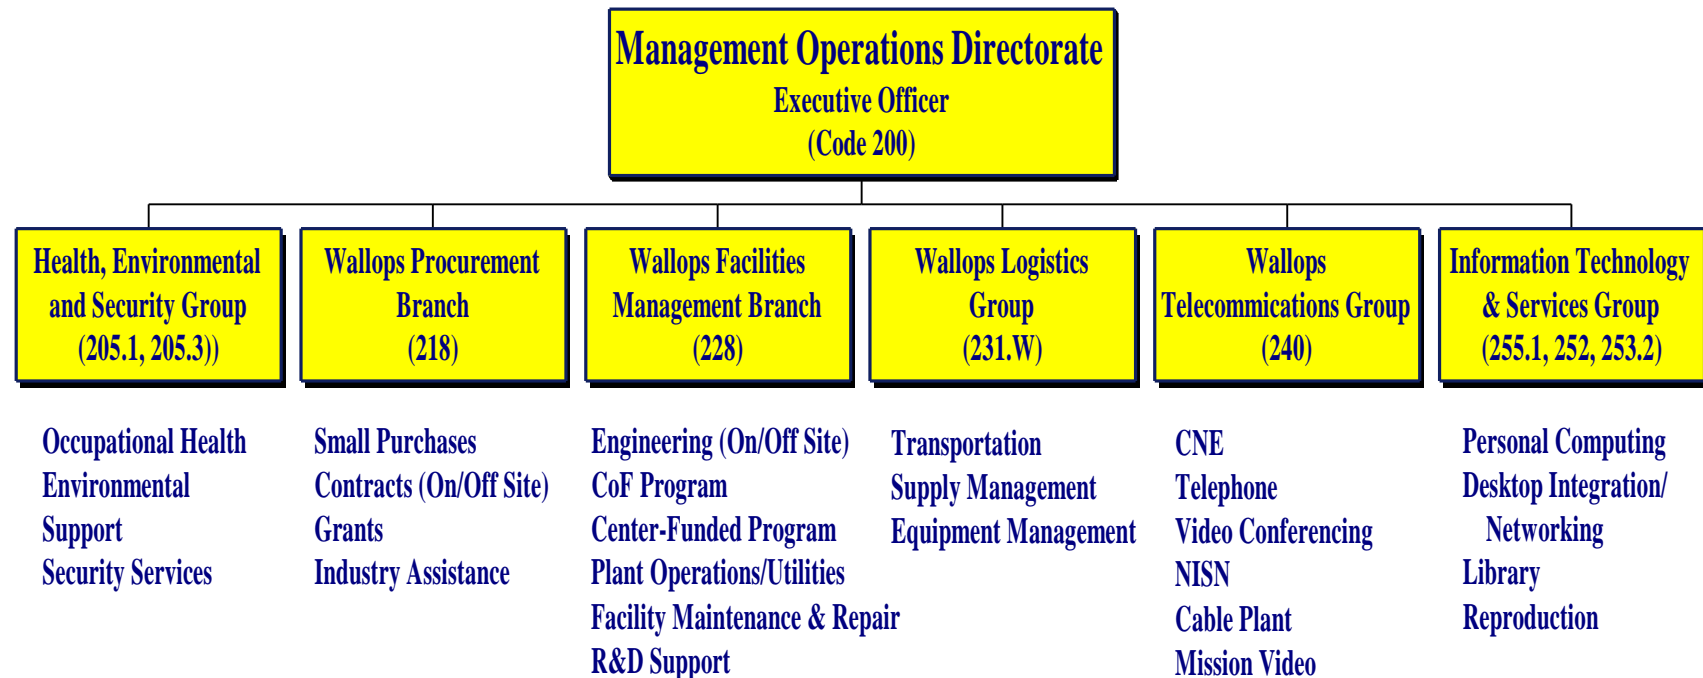 Management Operations Directorate
Executive Officer
(Code 200)
Health, Environmental
and Security Group
(205.1, 205.3))
Wallops Procurement
Branch
(218)
Wallops Facilities
Management Branch
(228)
Wallops Logistics
Group
(231.W)
Wallops
Telecommications Group
(240)
Information Technology
& Services Group
(255.1, 252, 253.2)
Occupational Health
Environmental
Support
Security Services
Small Purchases
Contracts (On/Off Site)
Grants
Industry Assistance
Engineering (On/Off Site)
CoF Program
Center-Funded Program
Plant Operations/Utilities
Facility Maintenance & Repair
R&D Support
Transportation
Supply Management
Equipment Management
CNE
Telephone
Video Conferencing
NISN
Cable Plant
Mission Video
Personal Computing
Desktop Integration/
Networking
Library
Reproduction